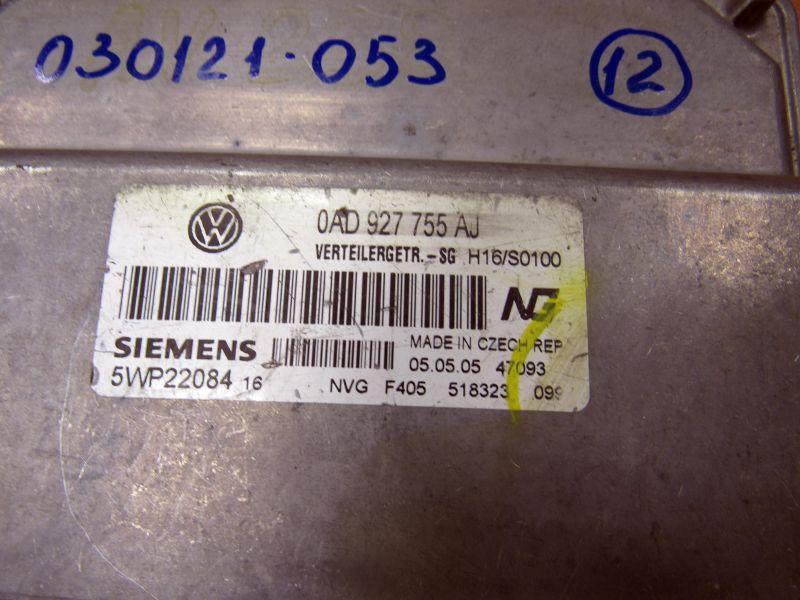 030121-053 12
VW
0AD 927 755 AJ
VERTEILERGETR.-SG H16/S0100
NG
SIEMENS
MADE IN CZECH REP
05.05.05 47093
5WP22084 16
NVG F405 518323 099